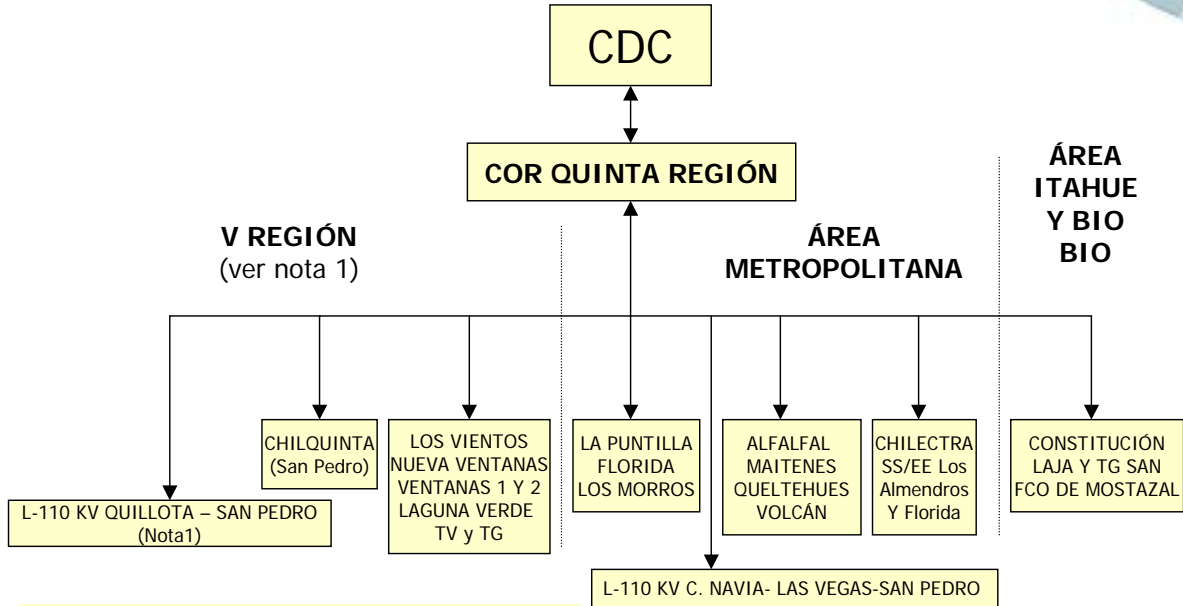 CDC
COR QUINTA REGIÓN
V REGIÓN
(ver nota 1)
ÁREA
METROPOLITANA
ÁREA
ITAHUE
Y BIO
BIO
L-110 KV QUILLOTA – SAN PEDRO
(Nota1)
CHILQUINTA
(San Pedro)
LOS VIENTOS
NUEVA VENTANAS
VENTANAS 1 Y 2
LAGUNA VERDE
TV y TG
LA PUNTILLA
FLORIDA
LOS MORROS
ALFALFAL
MAITENES
QUELTEHUES
VOLCÁN
CHILECTRA
SS/EE Los
Almendros
Y Florida
CONSTITUCIÓN
LAJA Y TG SAN
FCO DE MOSTAZAL
L-110 KV C. NAVIA- LAS VEGAS-SAN PEDRO